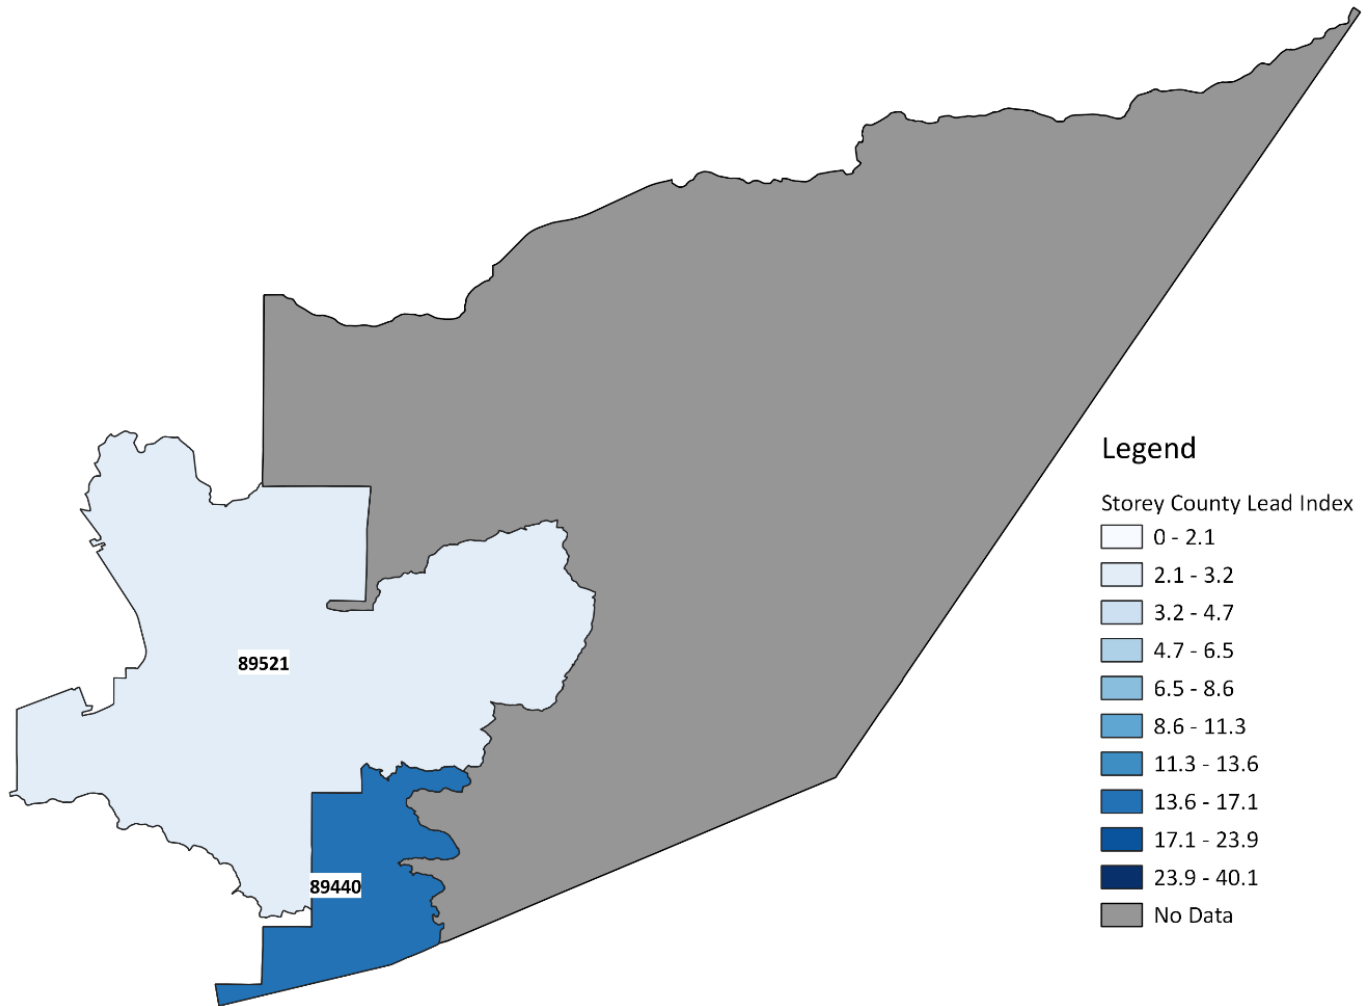 Legend
Storey County Lead Index
0 - 2.1
2.1 - 3.2
3.2 - 4.7
4.7 - 6.5
6.5 - 8.6
8.6 - 11.3
11.3 - 13.6
13.6 - 17.1
17.1 - 23.9
23.9 - 40.1
No Data
89521
89440